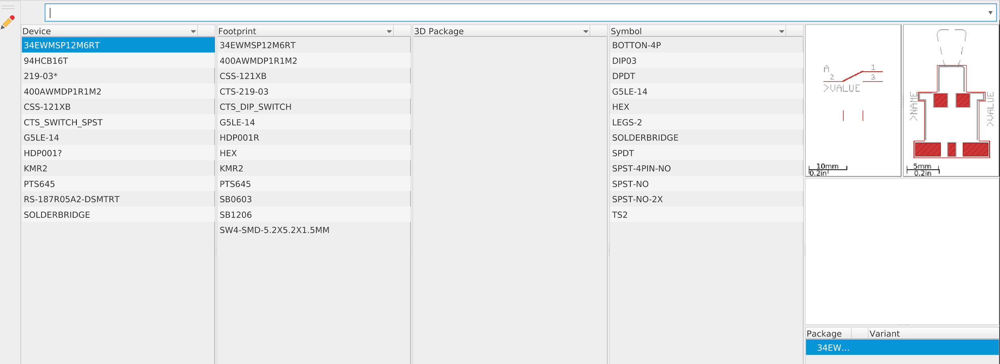 Device
34EWMSP12M6RT
94HCB16T
219-03*
400AWMDP1R1M2
CSS-121XB
CTS_SWITCH_SPST
G5LE-14
HDP001?
KMR2
PTS645
RS-187R05A2-DSMTRT
SOLDERBRIDGE
Footprint
34EWMSP12M6RT
400AWMDP1R1M2
CSS-121XB
CTS-219-03
CTS_DIP_SWITCH
G5LE-14
HDP001R
HEX
KMR2
PTS645
SB0603
SB1206
SW4-SMD-5.2X5.2X1.5MM
3D Package
Symbol
BOTTON-4P
DIP03
DPDT
G5LE-14
HEX
LEGS-2
SOLDERBRIDGE
SPDT
SPST-4PIN-NO
SPST-NO
SPST-NO-2X
TS2
A
1
2
3
>VALUE
10mm
0.2in
>NAME
>VALUE
5mm
0.2in
Package Variant
34EW...